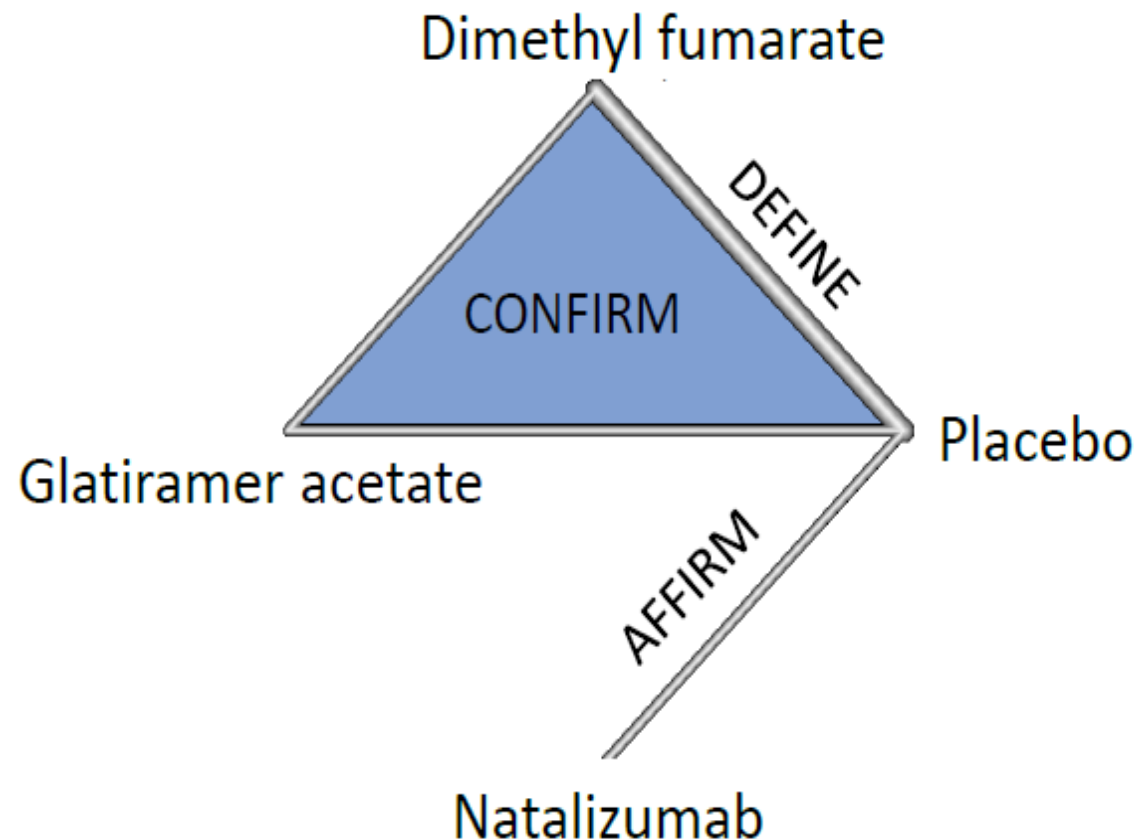 Dimethyl fumarate
DEFINE
CONFIRM
Placebo
Glatiramer acetate
AFFIRM
Natalizumab